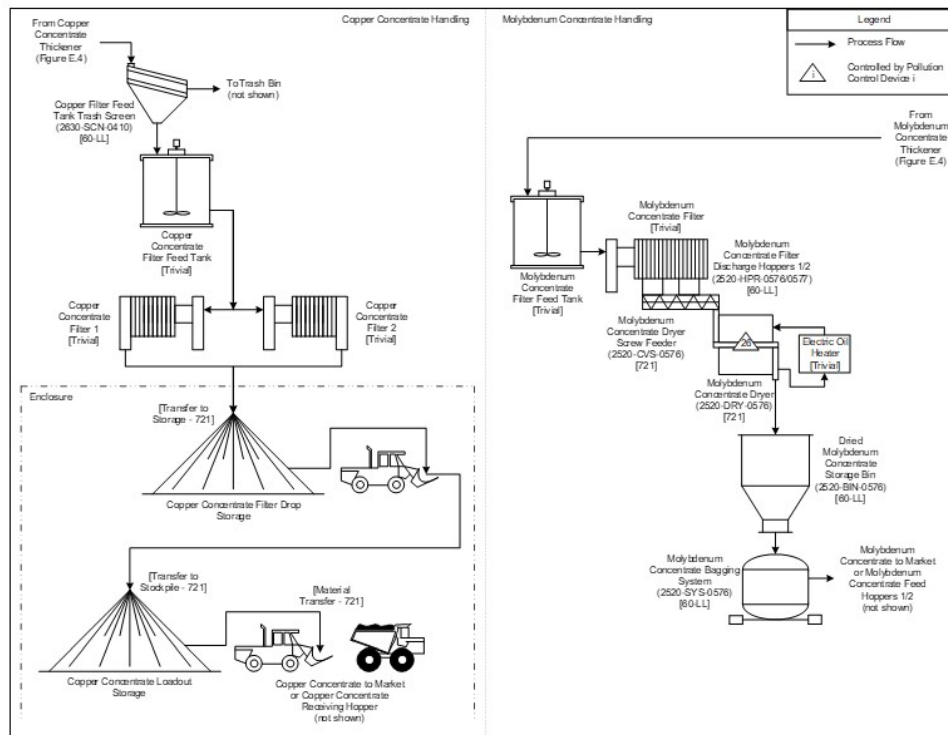 Copper Concentrate Handling
From Copper
Concentrate
Thickener
(Figure E.4)
To Trash Bin
(not shown)
Copper Filter Feed
Tank Trash Screen
(2630-SCN-0410)
[60-LL]
Copper
Concentrate
Filter Feed Tank
[Trivial]
Copper
Concentrate
Filter 1
[Trivial]
Copper
Concentrate
Filter 2
[Trivial]
Enclosure
[Transfer to
Storage - 721]
Copper Concentrate Filter Drop
Storage
[Transfer to
Stockpile - 721]
[Material
Transfer - 721]
Copper Concentrate Loadout
Storage
Copper Concentrate to Market
or Copper Concentrate
Receiving Hopper
(not shown)
Molybdenum Concentrate Handling
Legend
Process Flow
i
Controlled by Pollution
Control Device i
From
Molybdenum
Concentrate
Thickener
(Figure E.4)
Molybdenum
Concentrate Filter
[Trivial]
Molybdenum
Concentrate Filter
Discharge Hoppers 1/2
(2520-HPR-0576/0577)
[60-LL]
Molybdenum Concentrate
Filter Feed Tank
[Trivial]
Molybdenum
Concentrate Dryer
Screw Feeder
(2520-CVS-0576)
[721]
26
Electric Oil
Heater
[Trivial]
Molybdenum
Concentrate Dryer
(2520-DRY-0576)
[721]
Dried
Molybdenum
Concentrate
Storage Bin
(2520-BIN-0576)
[60-LL]
Molybdenum
Concentrate Bagging
System
(2520-SYS-0576)
[60-LL]
Molybdenum
Concentrate to Market
or Molybdenum
Concentrate Feed
Hoppers 1/2
(not shown)